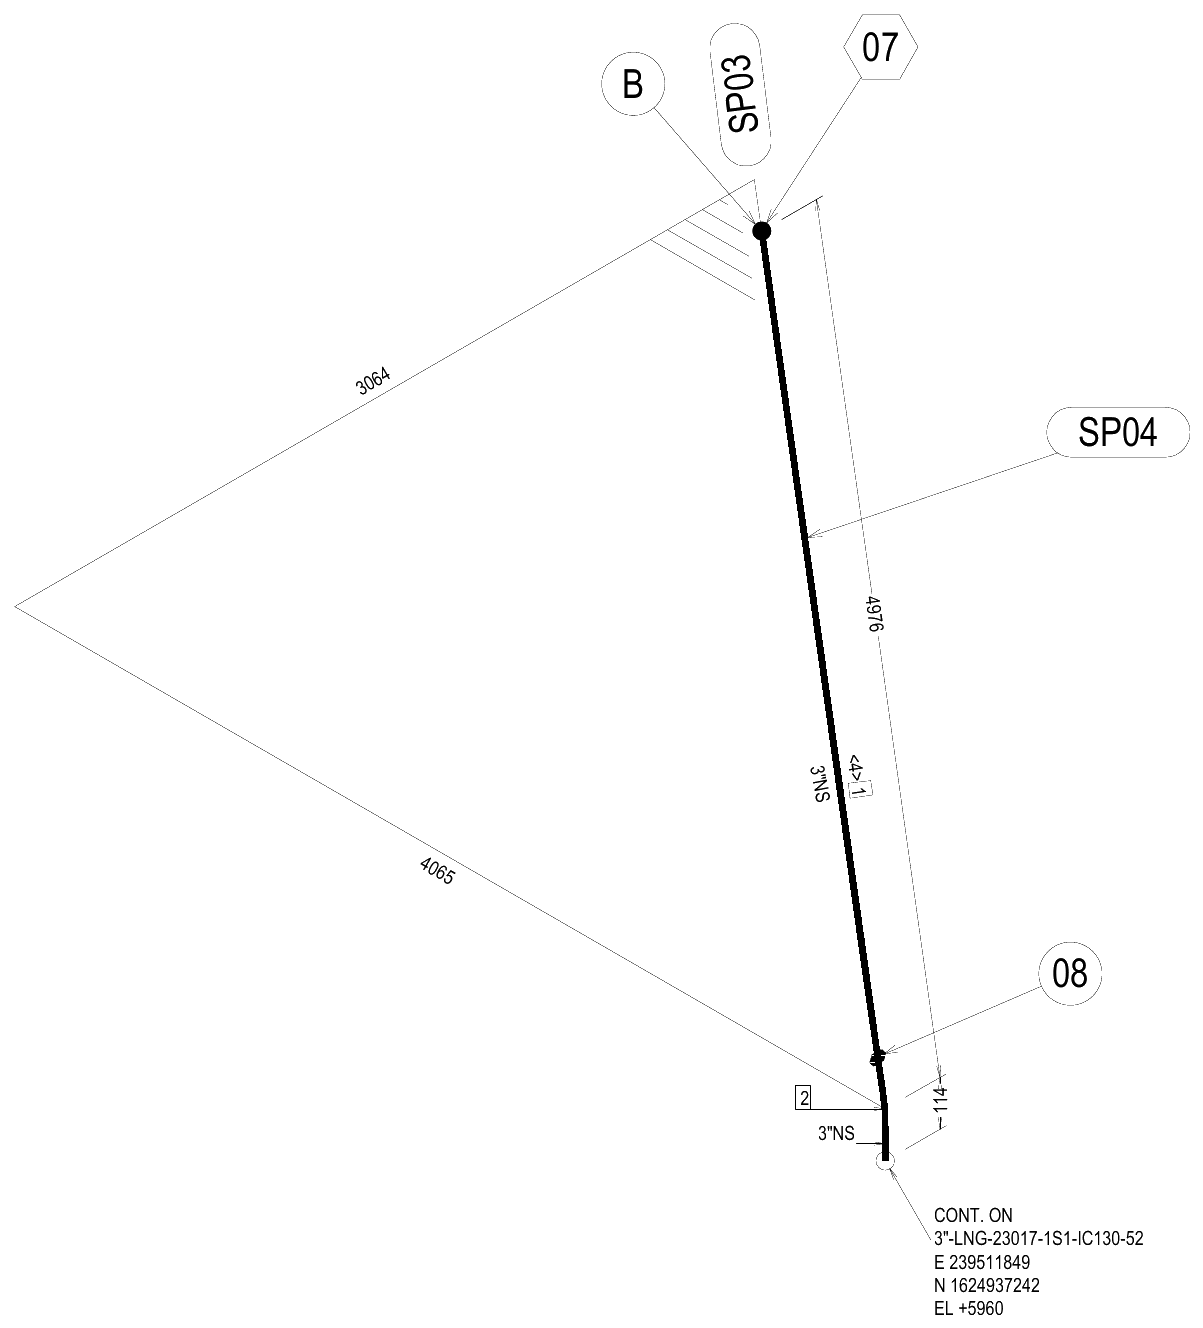 07
B
SP03
3064
SP04
4976
<4> 1
3"NS
4065
08
2
114
3"NS
CONT. ON
3"-LNG-23017-1S1-IC130-52
E 239511849
N 1624937242
EL +5960